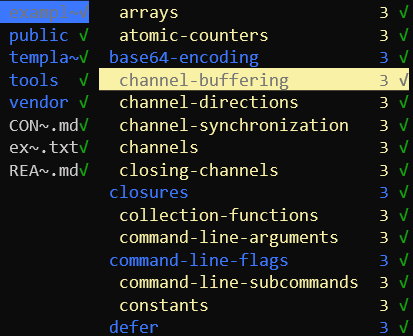 public ✓
templa~✓
tools ✓
vendor ✓
CON~.md✓
ex~.txt✓
REA~.md✓
arrays 3 ✓
atomic-counters 3 ✓
base64-encoding 3 ✓
channel-buffering 3 ✓
channel-directions 3 ✓
channel-synchronization 3 ✓
channels 3 ✓
closing-channels 3 ✓
closures 3 ✓
collection-functions 3 ✓
command-line-arguments 3 ✓
command-line-flags 3 ✓
command-line-subcommands 3 ✓
constants 3 ✓
defer 3 ✓